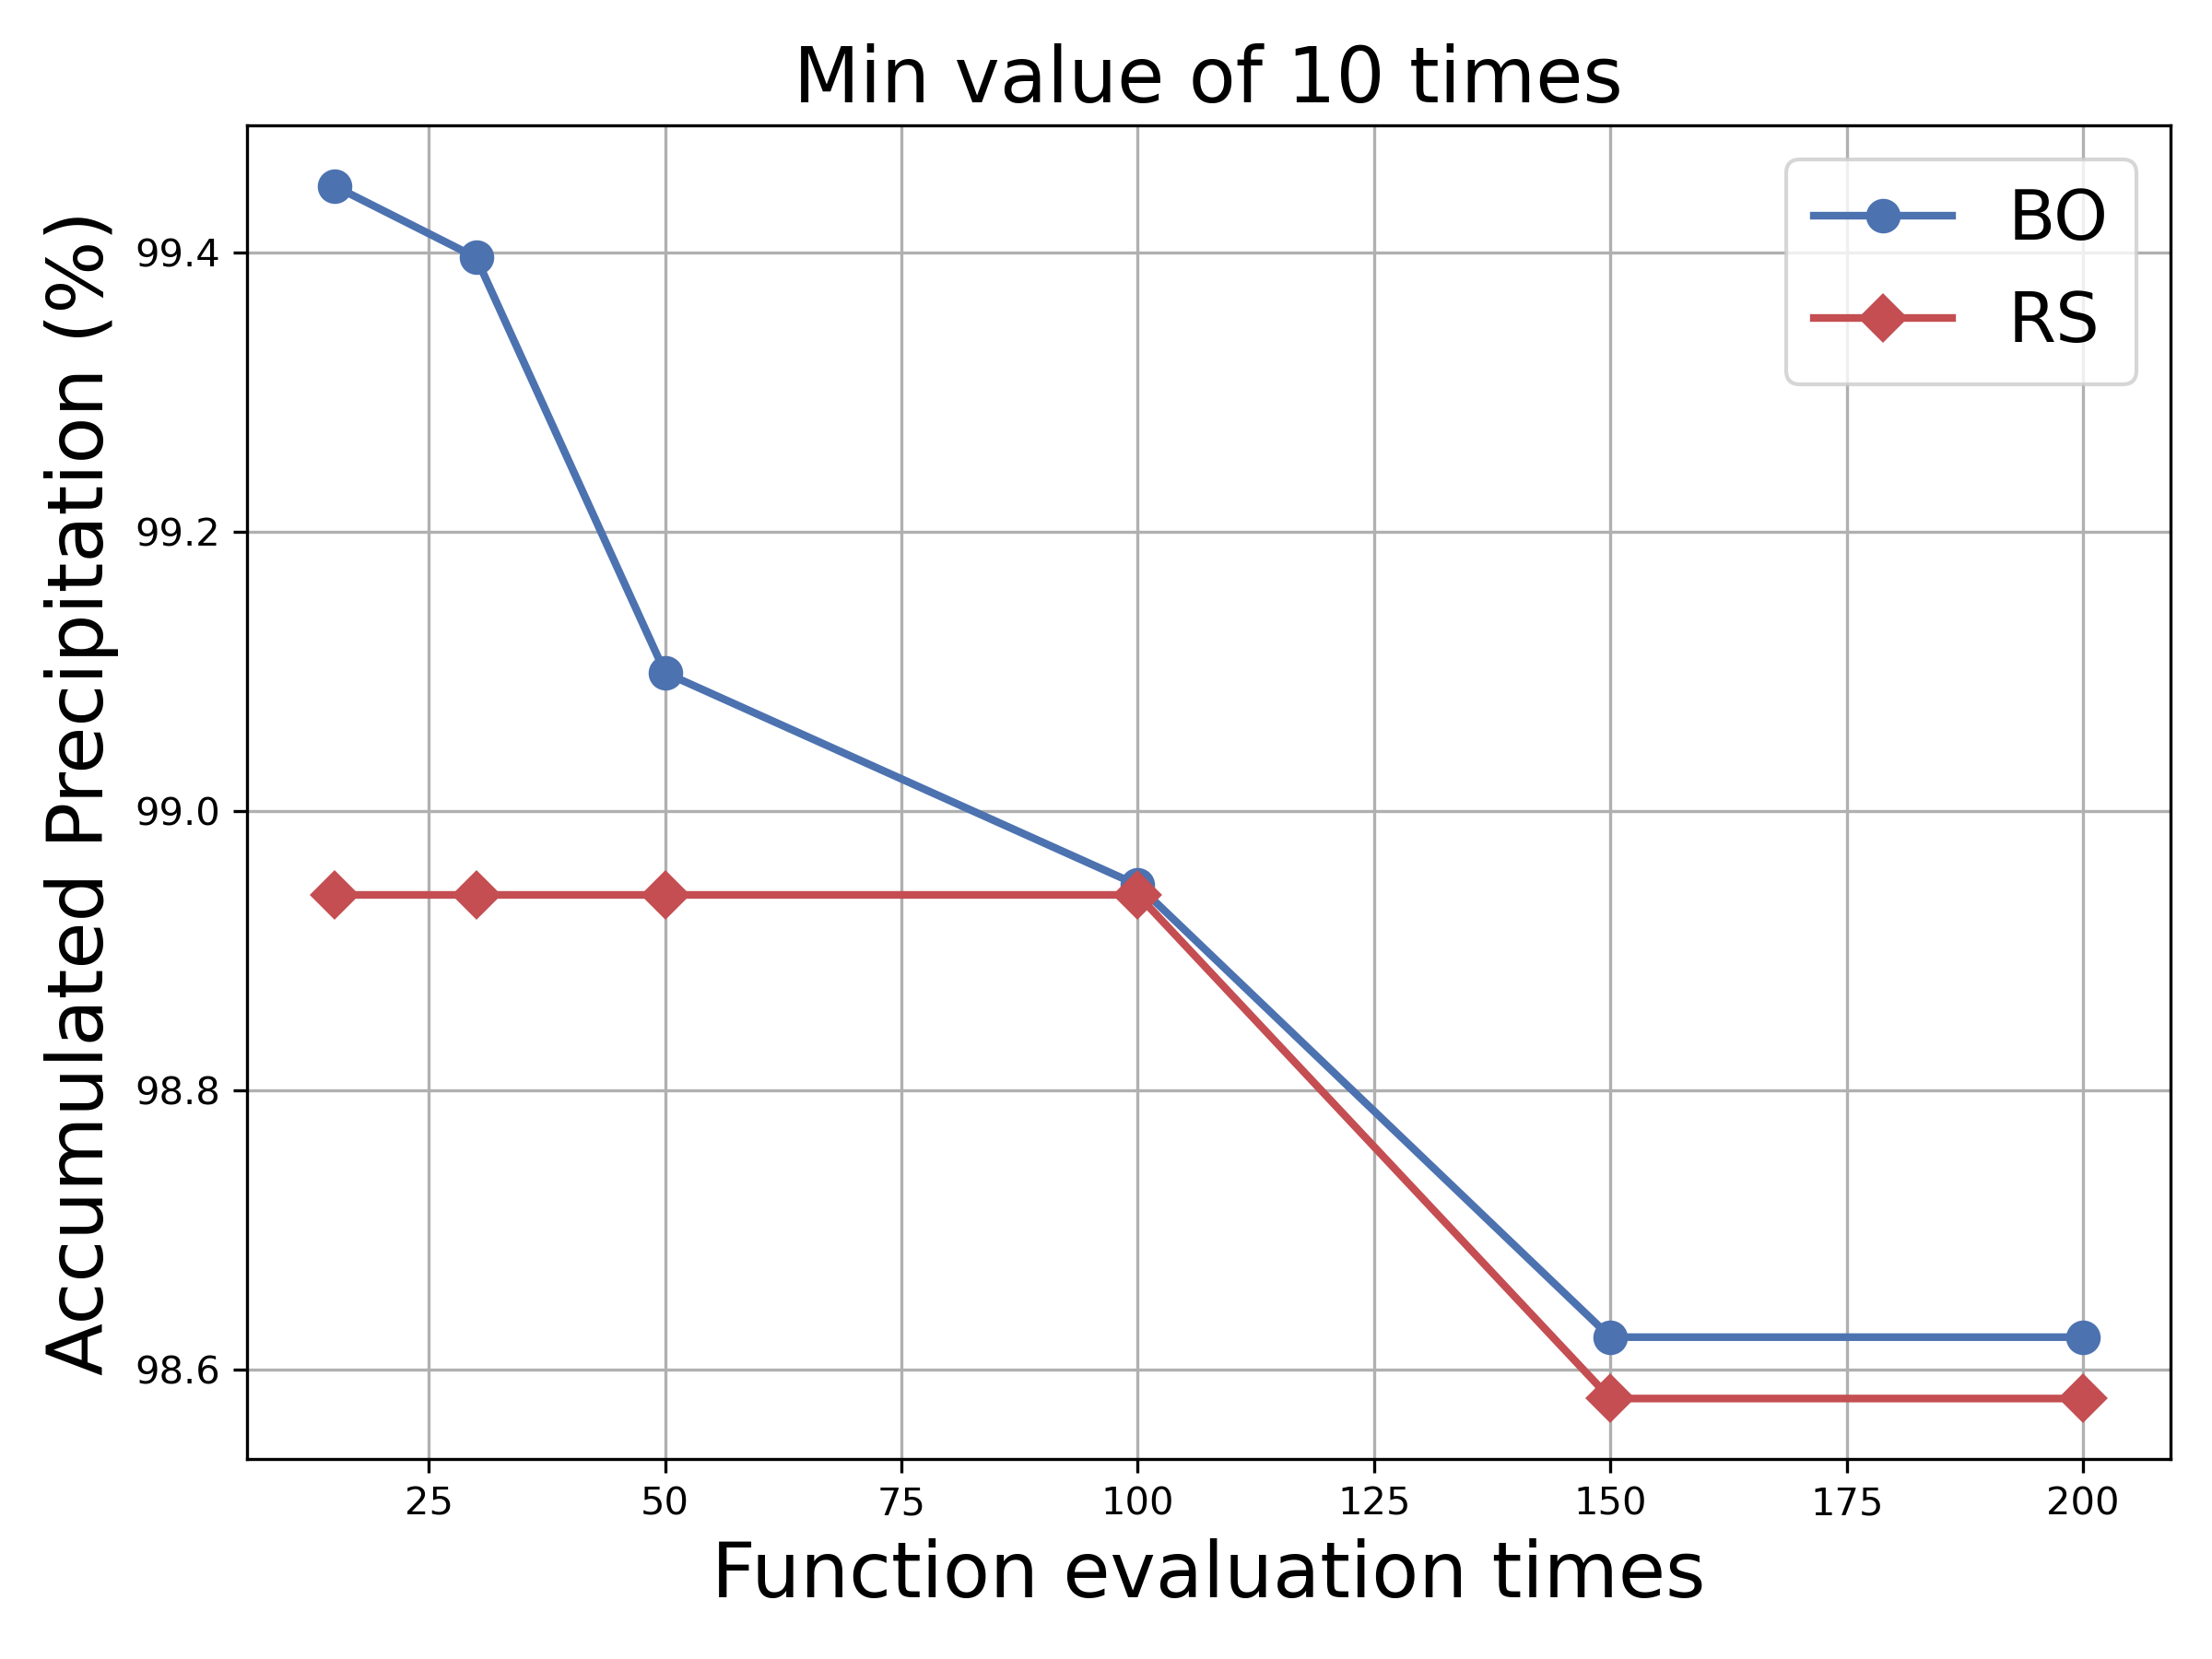 Min value of 10 times
BO
RS
Accumulated Precipitation (%)
99.4
99.2
99.0
98.8
98.6
25 50 75 100 125 150 175 200
Function evaluation times